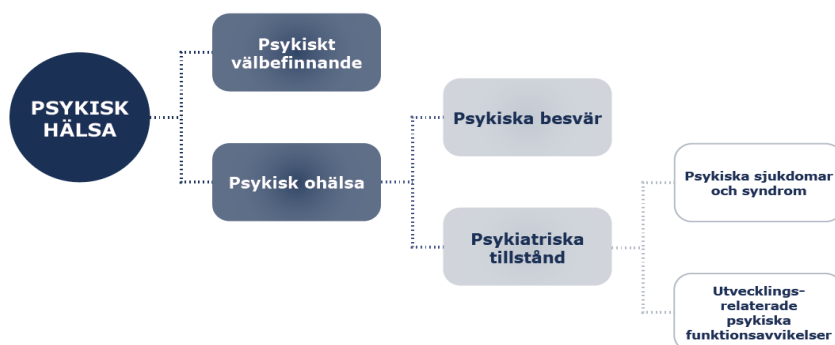 PSYKISK
HÄLSA
Psykiskt
välbefinnande
Psykisk ohälsa
Psykiska besvär
Psykiatriska
tillstånd
Psykiska sjukdomar
och syndrom
Utvecklings-
relaterade
psykiska
funktionsavvikelser